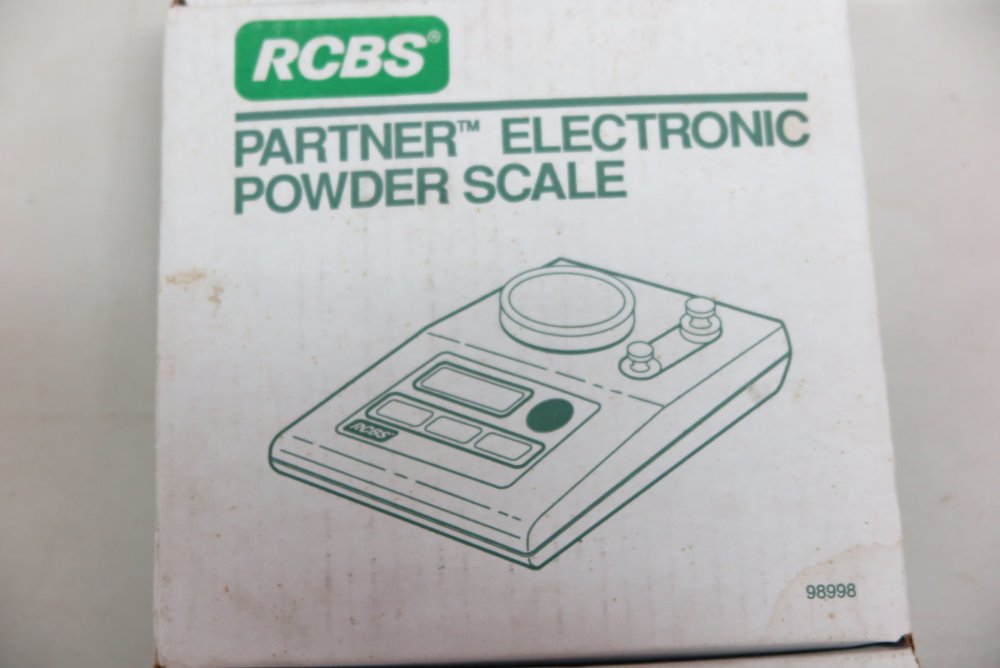 RCBS®
PARTNER™ ELECTRONIC
POWDER SCALE
RCBS
98998